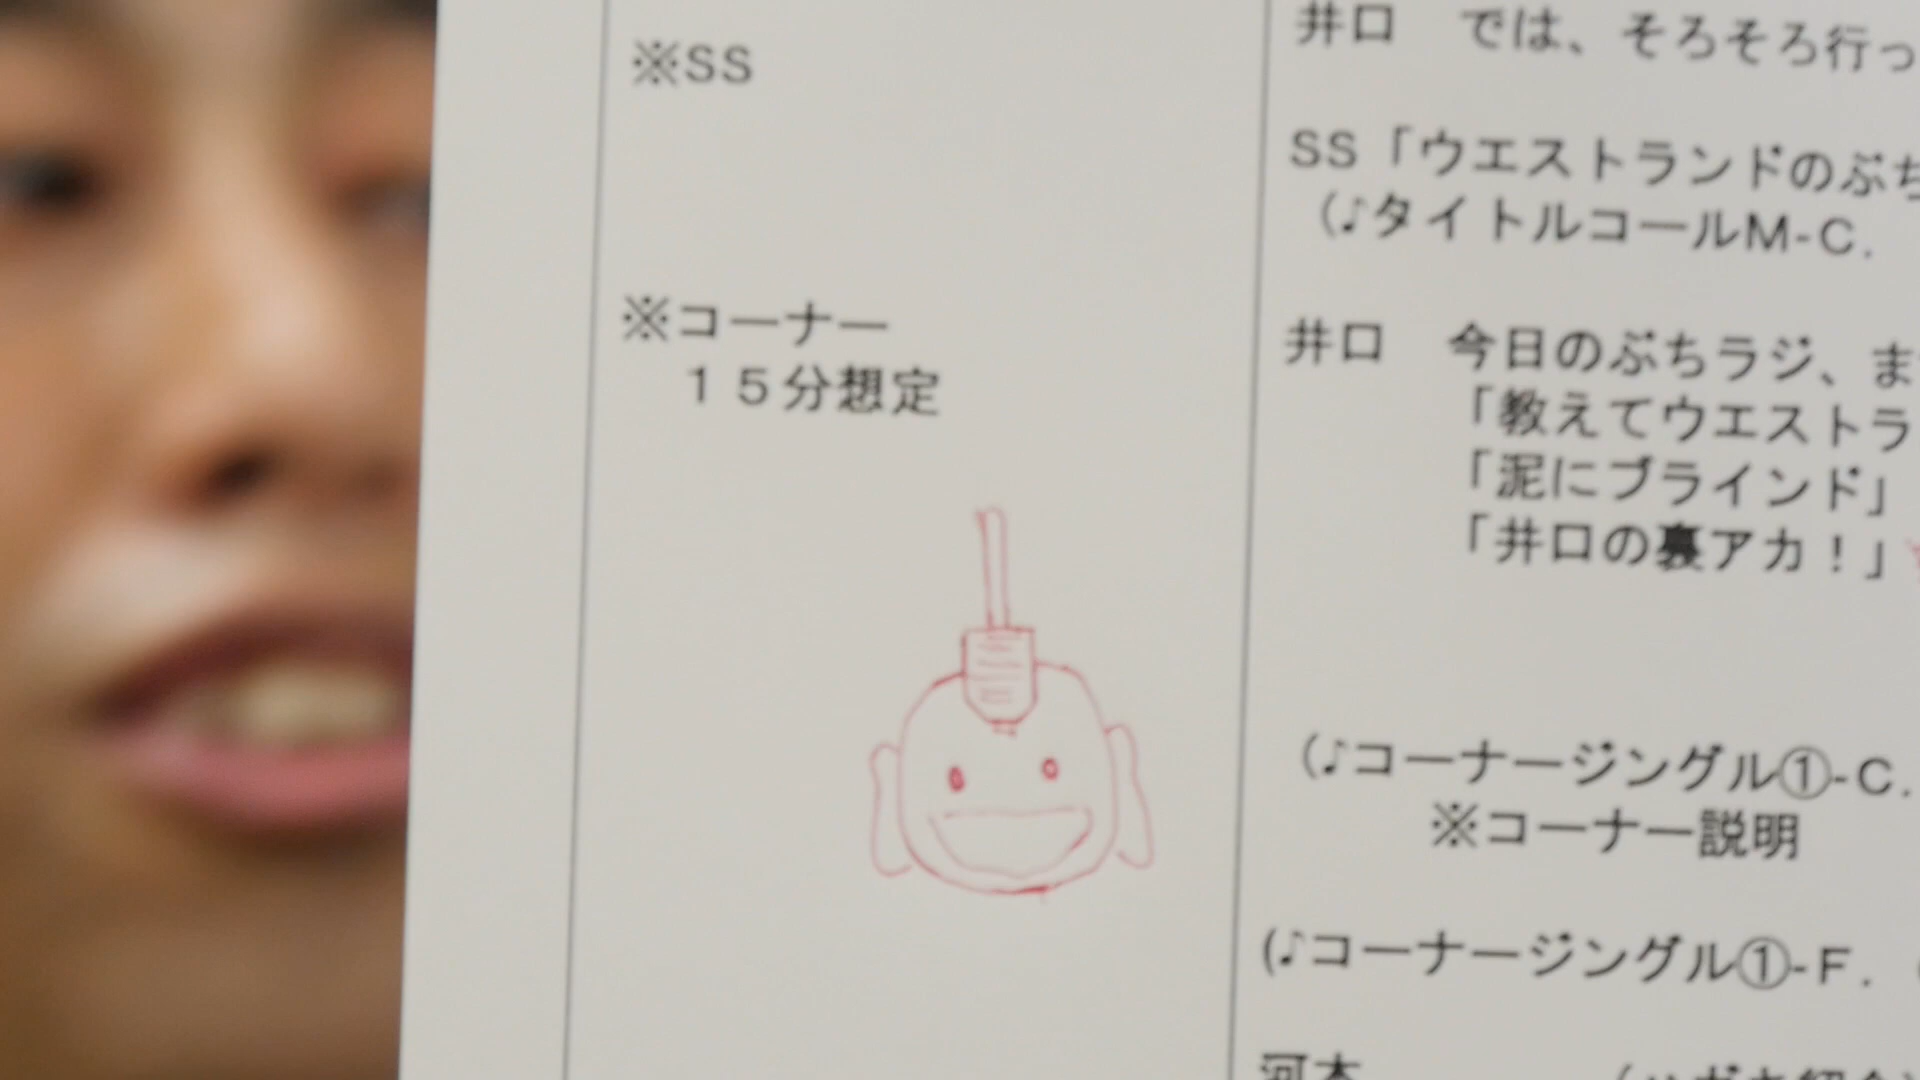 ※SS
※コーナー
１５分想定
井口　では、そろそろ行っ
SS「ウエストランドのぶち
（♪タイトルコールM-C.
井口　今日のぶちラジ、ま
「教えてウエストラ
「泥にブラインド」
「井口の裏アカ！」
（♪コーナージングル①-C.
※コーナー説明
（♪コーナージングル①-F.
河本